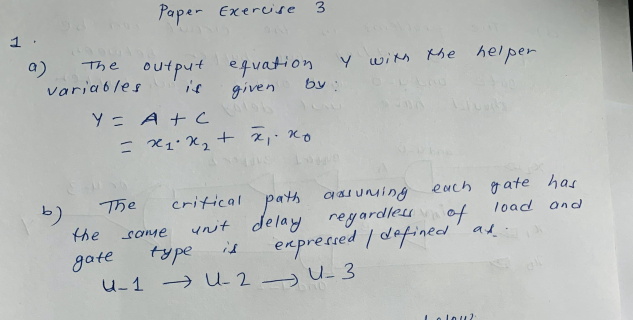 Paper Exercise 3
1.
a) The output equation Y with the helper
variables is given by:
Y = A + C
= x₁·x₂ + x̄₁·x₀
b) The critical path assuming each gate has
the same unit delay regardless of load and
gate type is expressed / defined as.
U-1 → U-2 → U-3